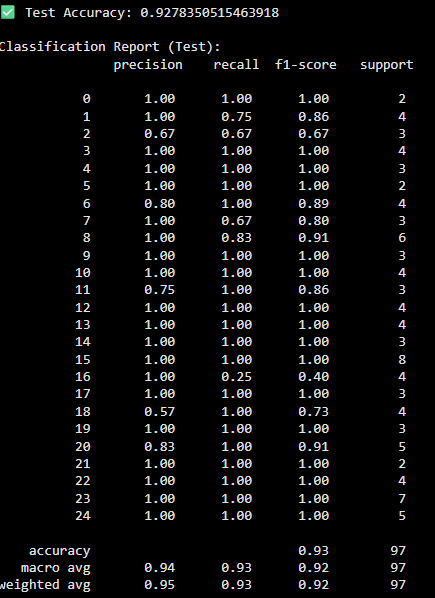 ✅ Test Accuracy: 0.9278350515463918
Classification Report (Test):
precision recall f1-score support
0 1.00 1.00 1.00 2
1 1.00 0.75 0.86 4
2 0.67 0.67 0.67 3
3 1.00 1.00 1.00 4
4 1.00 1.00 1.00 3
5 1.00 1.00 1.00 2
6 0.80 1.00 0.89 4
7 1.00 0.67 0.80 3
8 1.00 0.83 0.91 6
9 1.00 1.00 1.00 3
10 1.00 1.00 1.00 4
11 0.75 1.00 0.86 3
12 1.00 1.00 1.00 4
13 1.00 1.00 1.00 4
14 1.00 1.00 1.00 3
15 1.00 1.00 1.00 8
16 1.00 0.25 0.40 4
17 1.00 1.00 1.00 3
18 0.57 1.00 0.73 4
19 1.00 1.00 1.00 3
20 0.83 1.00 0.91 5
21 1.00 1.00 1.00 2
22 1.00 1.00 1.00 4
23 1.00 1.00 1.00 7
24 1.00 1.00 1.00 5
accuracy 0.93 97
macro avg 0.94 0.93 0.92 97
weighted avg 0.95 0.93 0.92 97